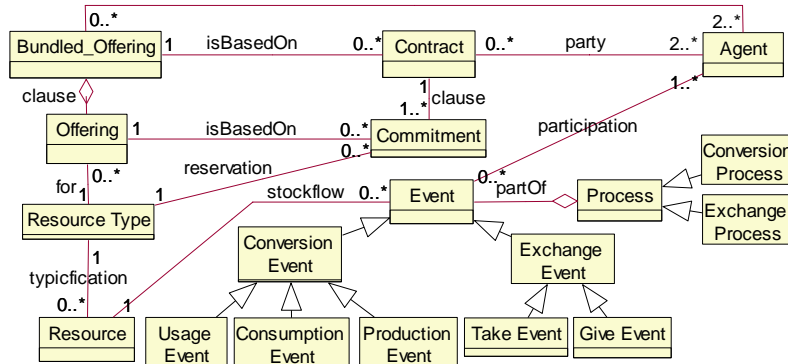 0..*
2..*
Bundled_Offering
1
isBasedOn
0..*
Contract
0..*
party
2..*
Agent
clause
1
clause
1..*
1..*
Offering
1
isBasedOn
0..*
Commitment
participation
0..*
reservation
0..*
Conversion
Process
for
1
1
stockflow
0..*
Event
0..*
partOf
Process
Resource Type
Exchange
Process
1
Conversion
Event
Exchange
Event
typicfication
0..*
1
Resource
Usage
Event
Consumption
Event
Production
Event
Take Event
Give Event